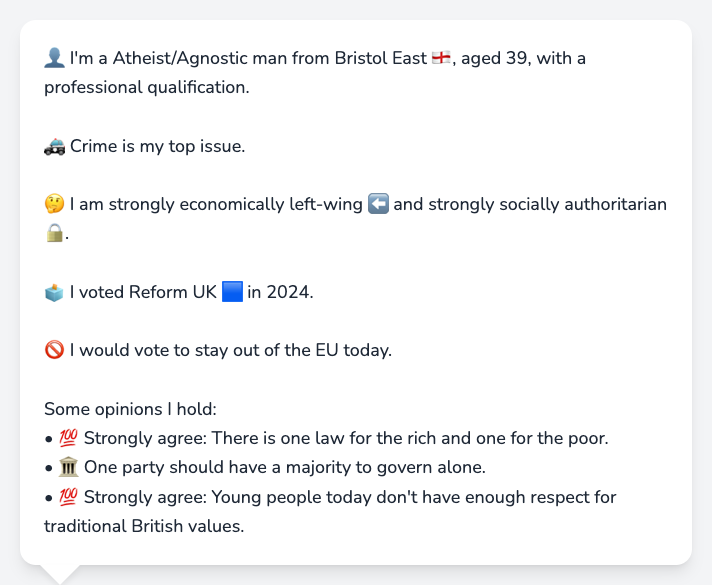 👤 I'm a Atheist/Agnostic man from Bristol East 🏴󠁧󠁢󠁥󠁮󠁧󠁿, aged 39, with a
professional qualification.
🚓 Crime is my top issue.
🤔 I am strongly economically left-wing ⬅️ and strongly socially authoritarian
🔒.
🗳️ I voted Reform UK 🟦 in 2024.
🚫 I would vote to stay out of the EU today.
Some opinions I hold:
• 💯 Strongly agree: There is one law for the rich and one for the poor.
• 🏛️ One party should have a majority to govern alone.
• 💯 Strongly agree: Young people today don't have enough respect for
traditional British values.